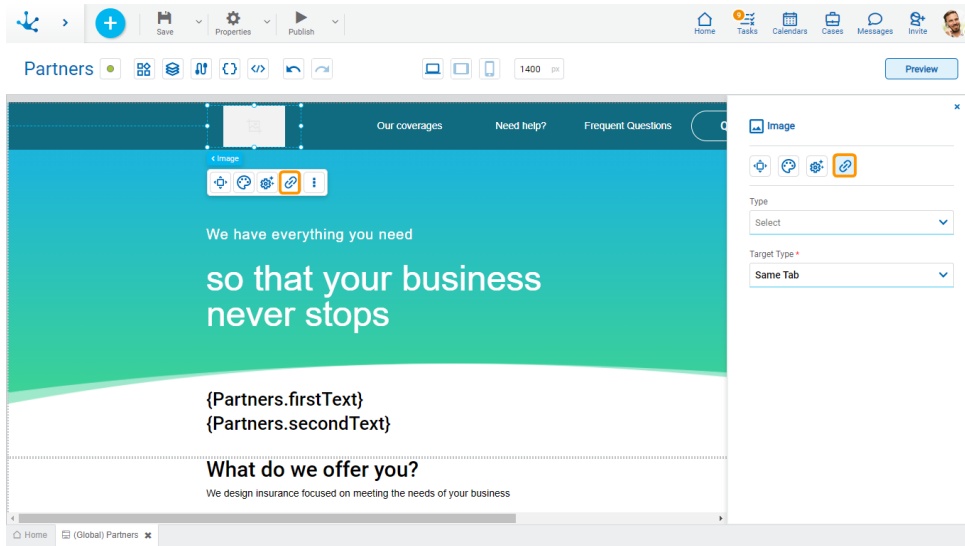 Save
Properties
Publish
Home
9
Tasks
Calendars
Cases
Messages
Invite
Partners
1400 px
Preview
Our coverages
Need help?
Frequent Questions
Image
Image
We have everything you need
so that your business
never stops
{Partners.firstText}
{Partners.secondText}
What do we offer you?
We design insurance focused on meeting the needs of your business
Type
Select
Target Type *
Same Tab
Home
(Global) Partners